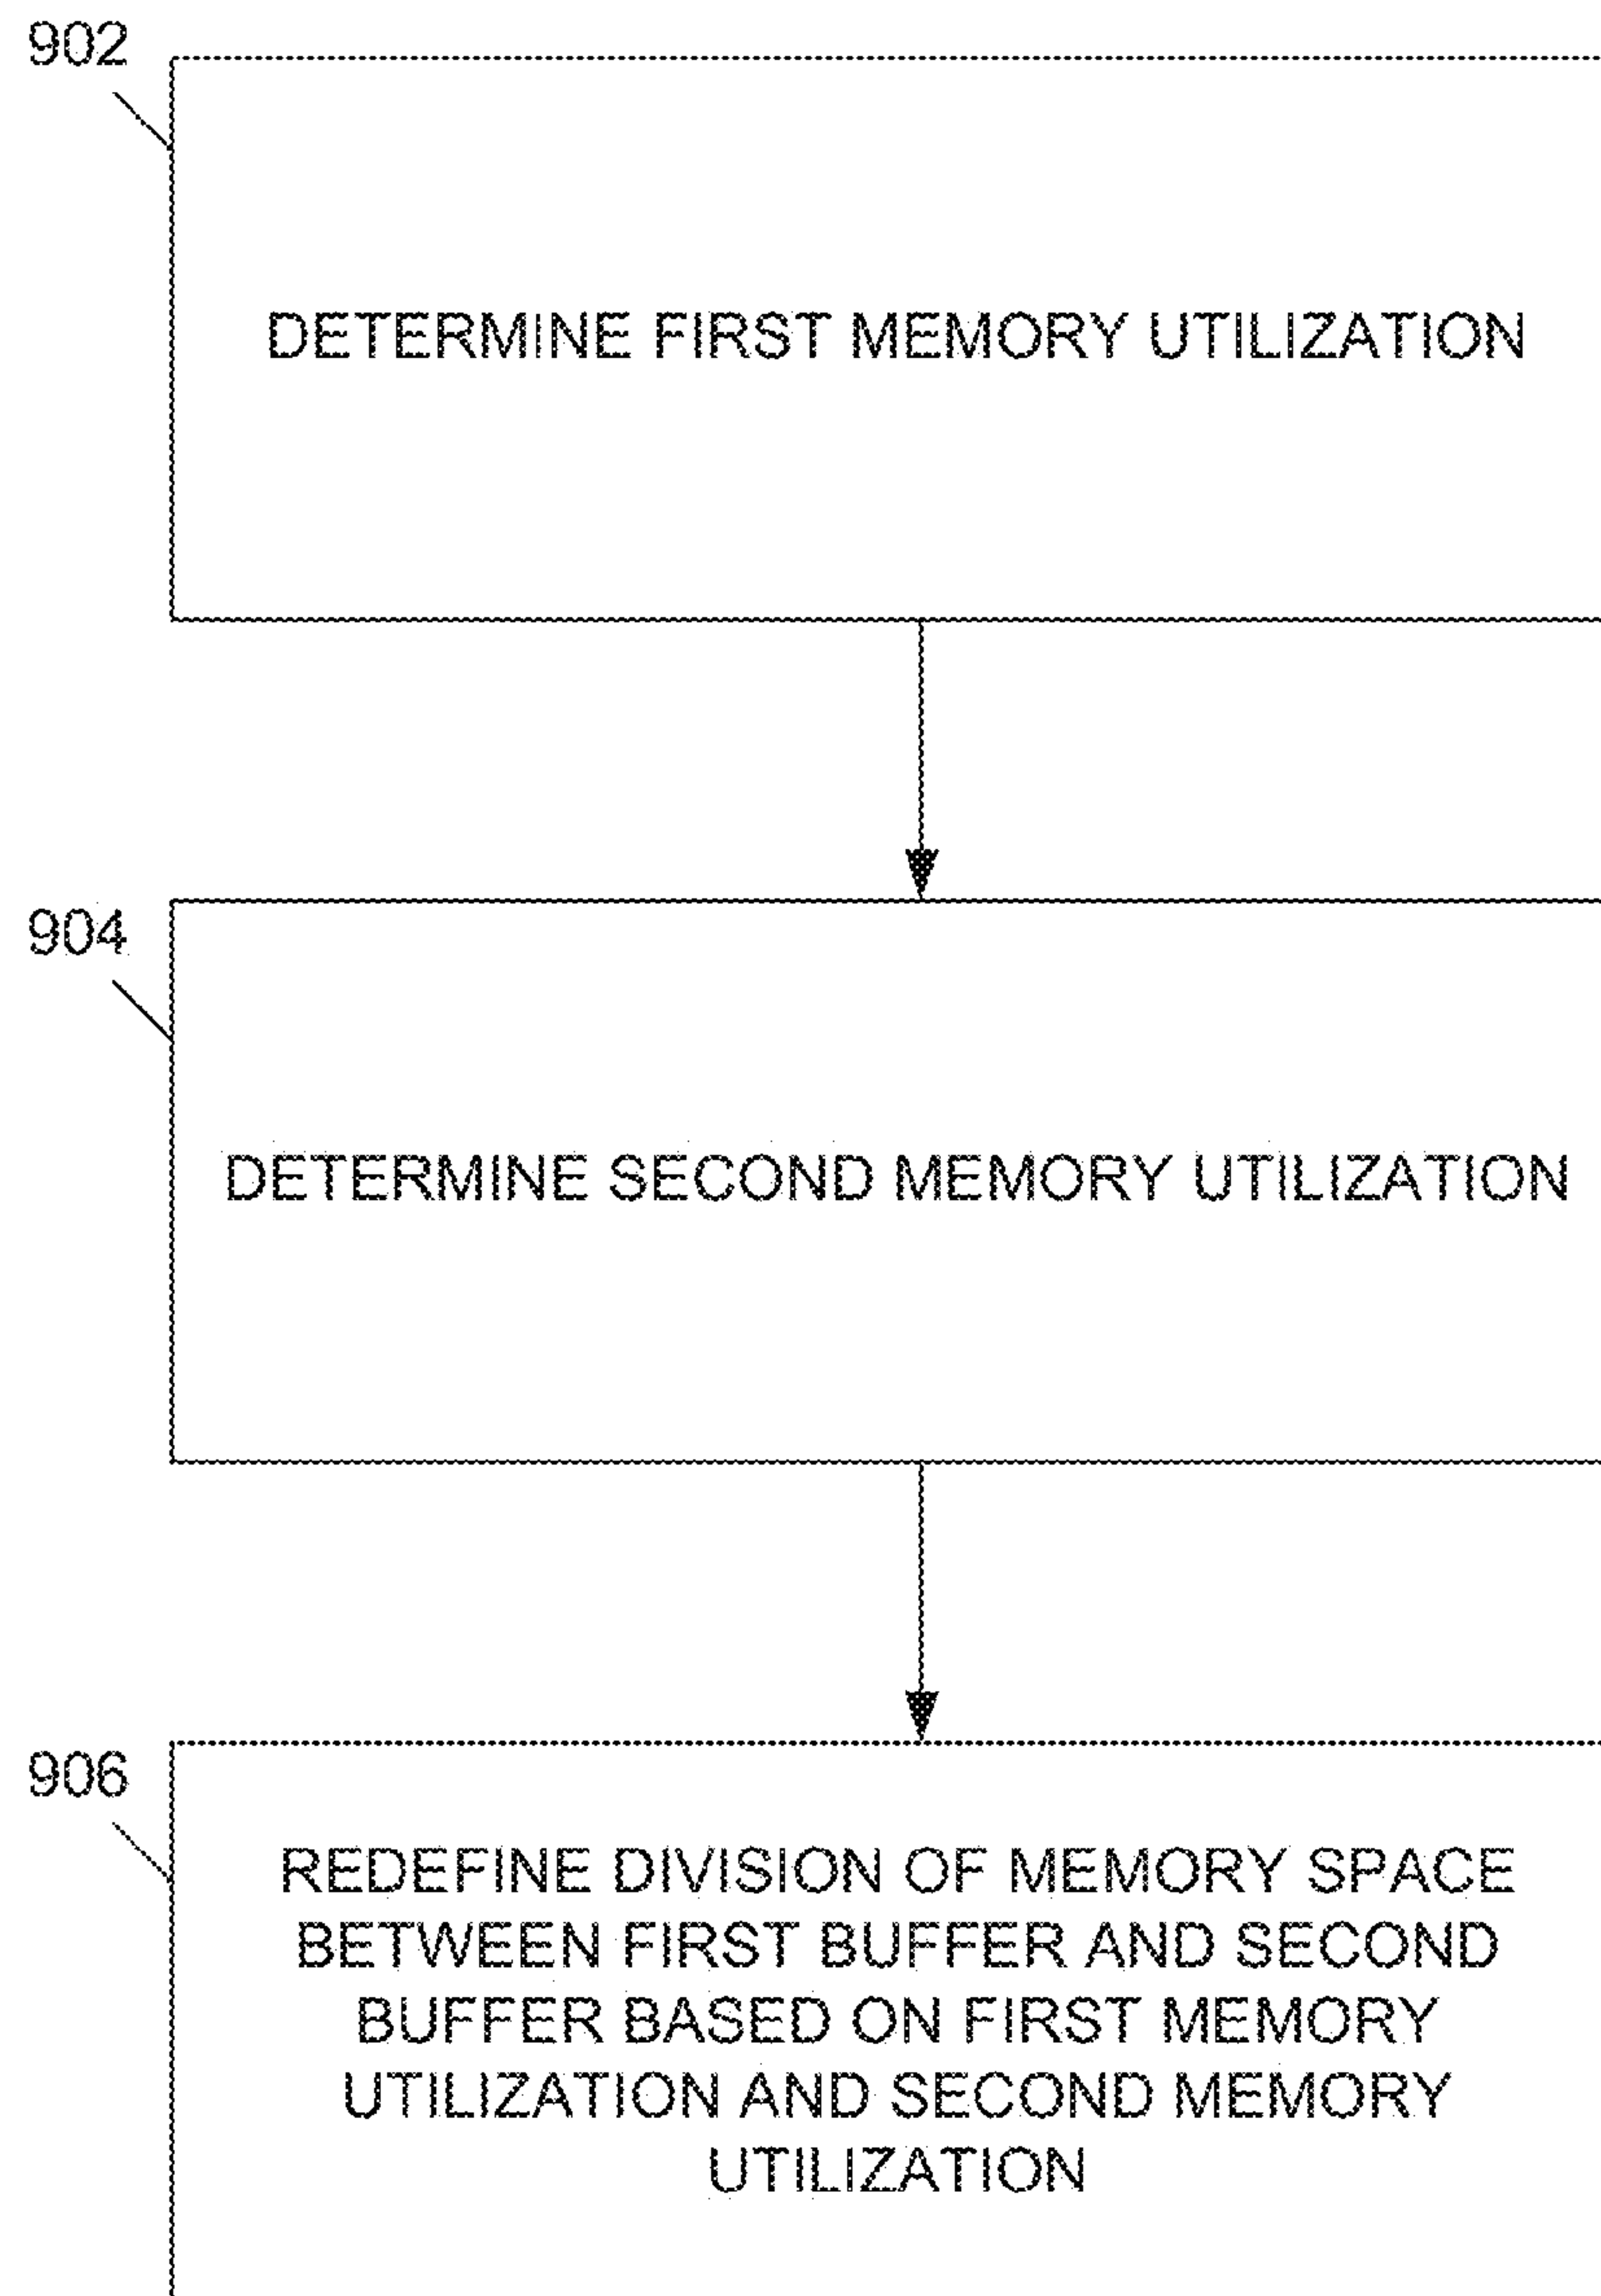 902
DETERMINE FIRST MEMORY UTILIZATION
904
DETERMINE SECOND MEMORY UTILIZATION
906
REDEFINE DIVISION OF MEMORY SPACE
BETWEEN FIRST BUFFER AND SECOND
BUFFER BASED ON FIRST MEMORY
UTILIZATION AND SECOND MEMORY
UTILIZATION